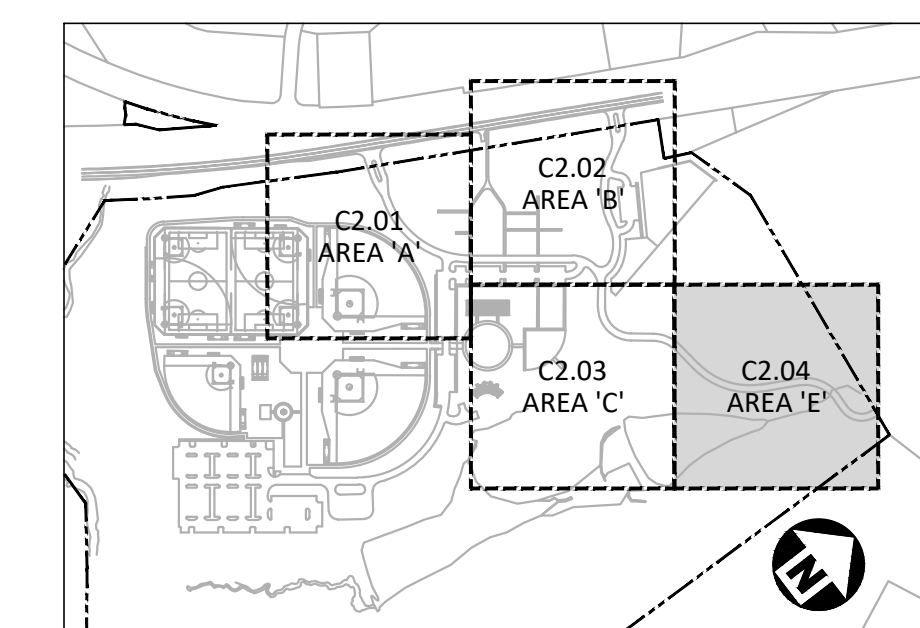 C2.02
AREA 'B'
C2.01
AREA 'A'
C2.03
AREA 'C'
C2.04
AREA 'E'
N